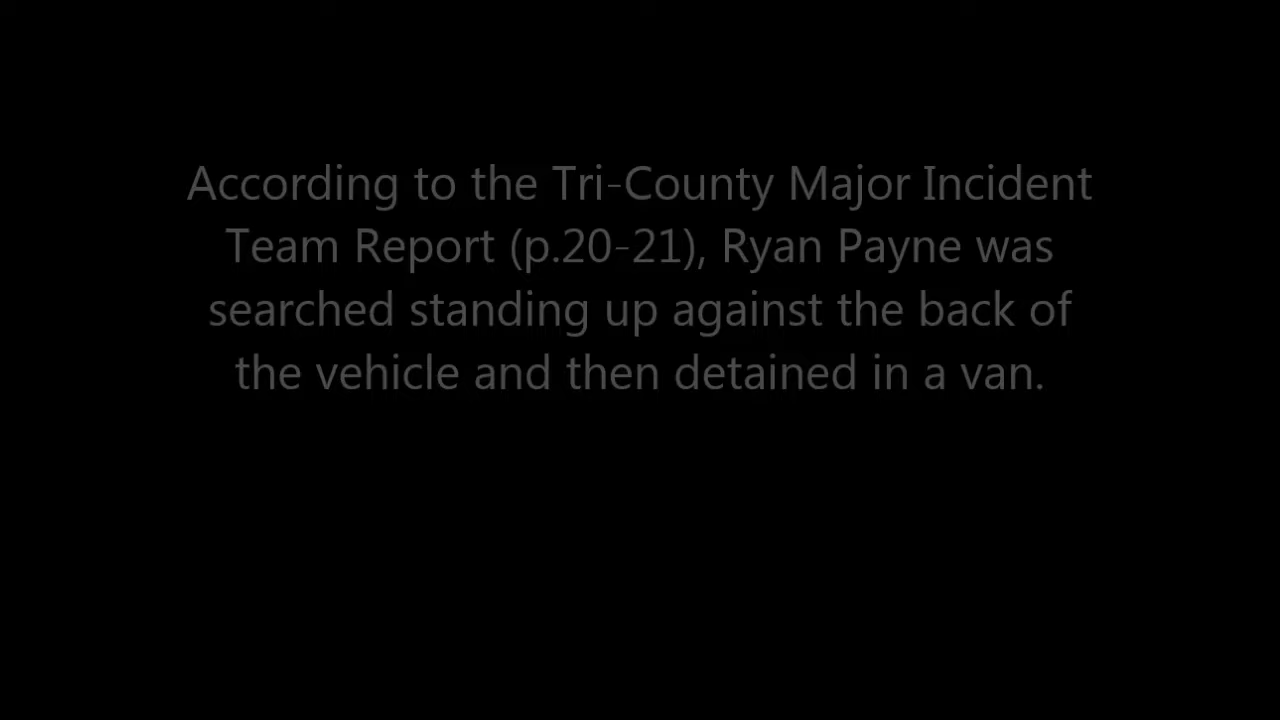 According to the Tri-County Major Incident
Team Report (p.20-21), Ryan Payne was
searched standing up against the back of
the vehicle and then detained in a van.